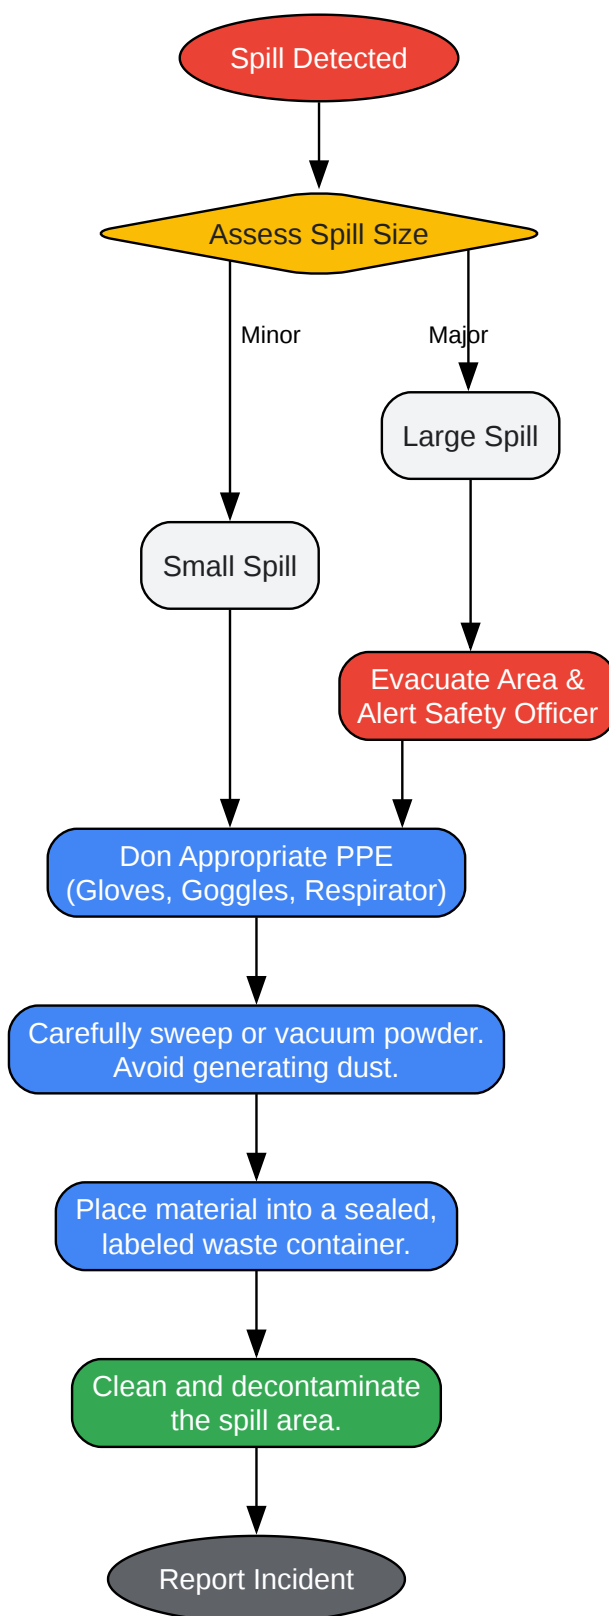 Spill Detected
Assess Spill Size
Minor
Major
Large Spill
Small Spill
Evacuate Area &
Alert Safety Officer
Don Appropriate PPE
(Gloves, Goggles, Respirator)
Carefully sweep or vacuum powder.
Avoid generating dust.
Place material into a sealed,
labeled waste container.
Clean and decontaminate
the spill area.
Report Incident